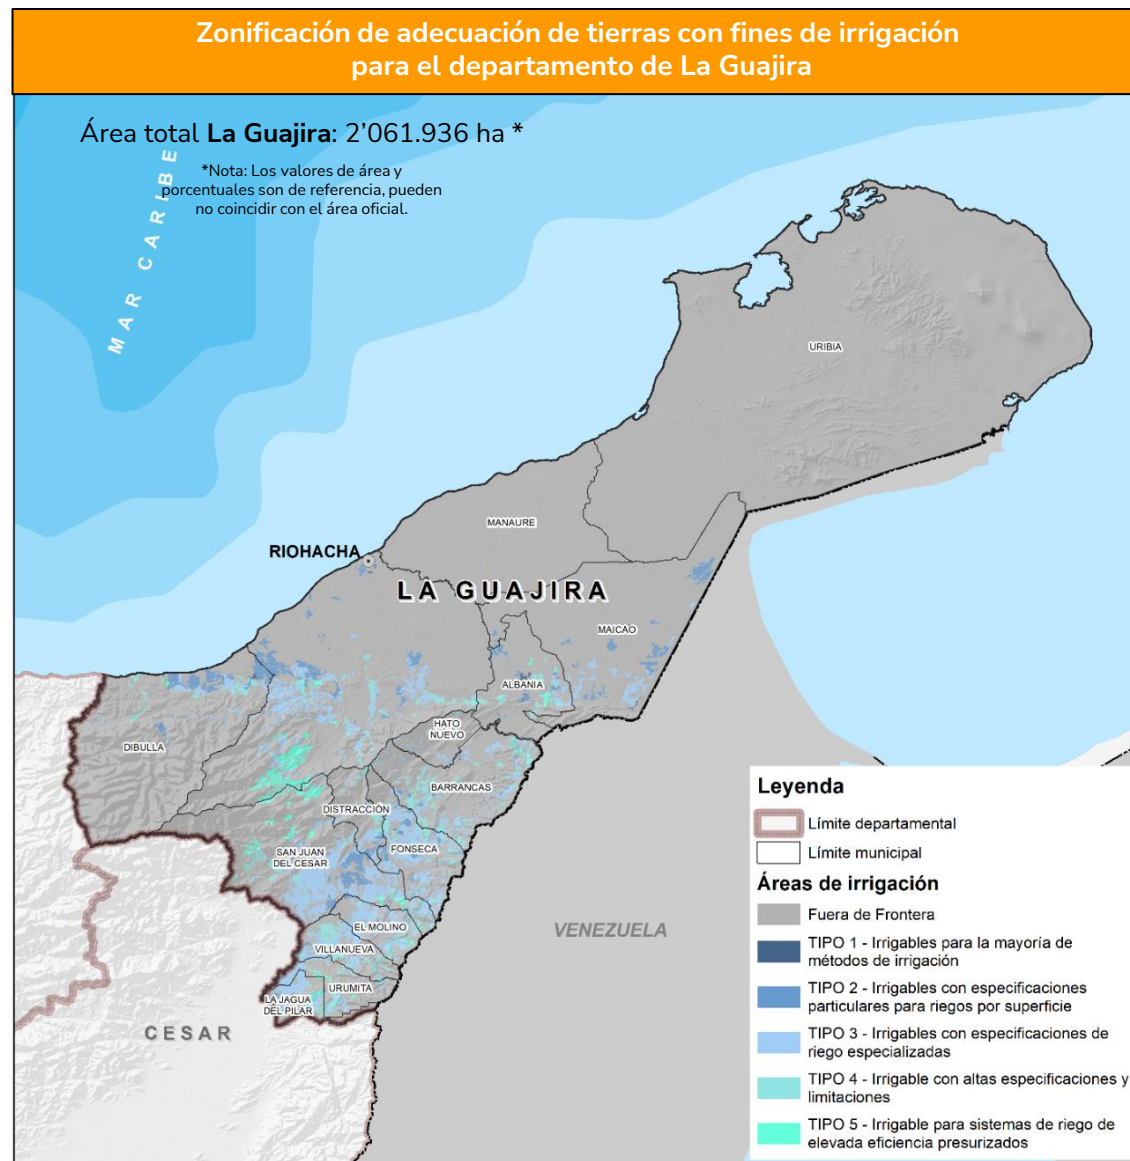 Zonificación de adecuación de tierras con fines de irrigación
para el departamento de La Guajira
Área total La Guajira: 2'061.936 ha *
*Nota: Los valores de área y
porcentuales son de referencia, pueden
no coincidir con el área oficial.
MAR CARIBE
URIBIA
MANAURE
RIOHACHA
LA GUAJIRA
MAICAO
ALBANIA
HATO
NUEVO
DIBULLA
BARRANCAS
DISTRACCIÓN
FONSECA
SAN JUAN
DEL CESAR
EL MOLINO
VILLANUEVA
URUMITA
LA JAGUA
DEL PILAR
CESAR
VENEZUELA
Leyenda
Límite departamental
Límite municipal
Áreas de irrigación
Fuera de Frontera
TIPO 1 - Irrigables para la mayoría de
métodos de irrigación
TIPO 2 - Irrigables con especificaciones
particulares para riegos por superficie
TIPO 3 - Irrigables con especificaciones de
riego especializadas
TIPO 4 - Irrigable con altas especificaciones y
limitaciones
TIPO 5 - Irrigable para sistemas de riego de
elevada eficiencia presurizados